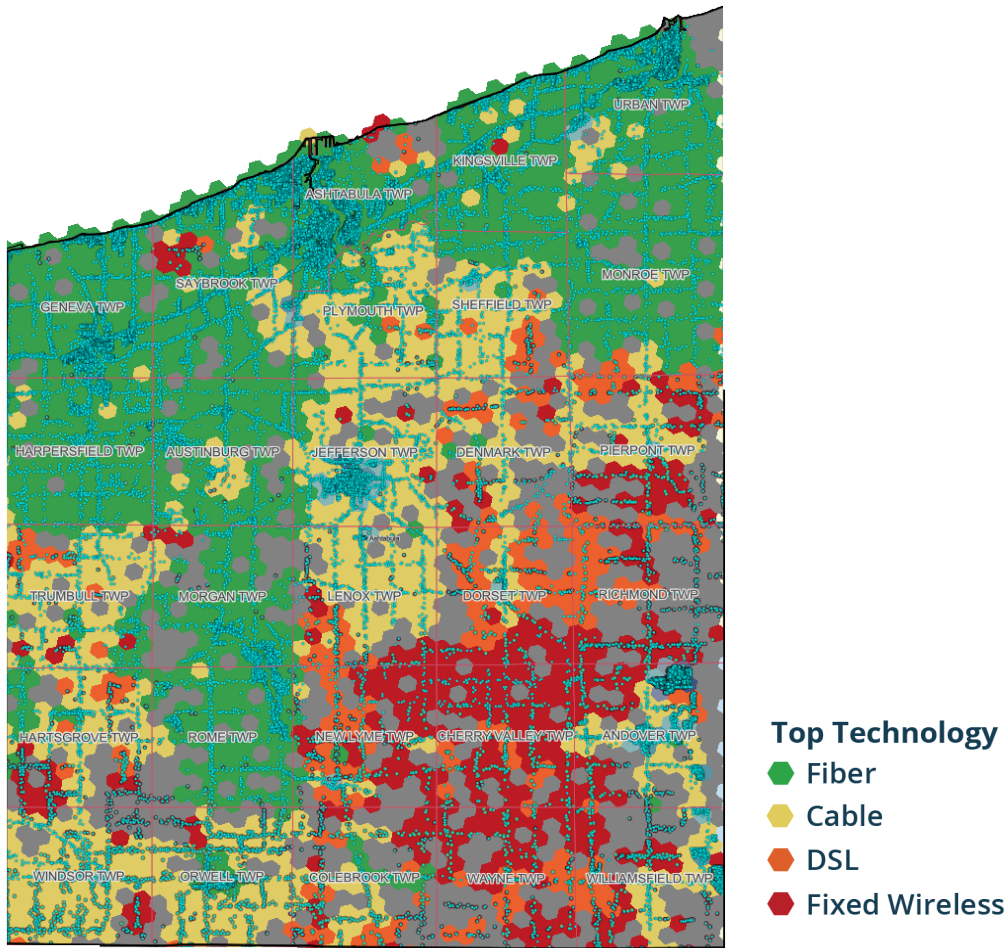 URBAN TWP
KINGSVILLE TWP
ASHTABULA TWP
MONROE TWP
SAYBROOK TWP
SHEFFIELD TWP
GENEVA TWP
PLYMOUTH TWP
HARPERSFIELD TWP
AUSTINBURG TWP
JEFFERSON TWP
DENMARK TWP
PIERPONT TWP
Ashtabula
TRUMBULL TWP
MORGAN TWP
LENOX TWP
DORSET TWP
RICHMOND TWP
HARTSGROVE TWP
ROME TWP
NEW LYME TWP
CHERRY VALLEY TWP
ANDOVER TWP
WINDSOR TWP
ORWELL TWP
COLEBROOK TWP
WAYNE TWP
WILLIAMSFIELD TWP
Top Technology
Fiber
Cable
DSL
Fixed Wireless